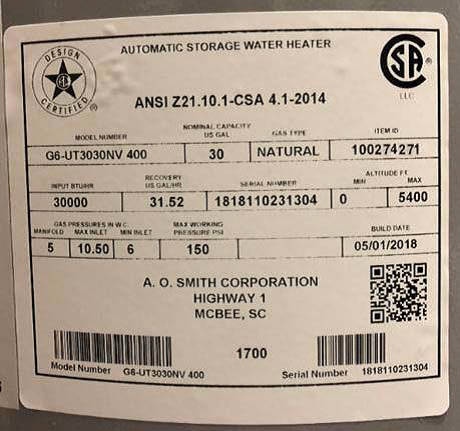 DESIGN
CERTIFIED
AUTOMATIC STORAGE WATER HEATER
CSA
LLC
ANSI Z21.10.1-CSA 4.1-2014
MODEL NUMBER NOMINAL CAPACITY US GAL GAS TYPE ITEM ID
G6-UT3030NV 400 30 NATURAL 100274271
INPUT BTU/HR RECOVERY US GAL/HR SERIAL NUMBER ALTITUDE FT. MIN MAX
30000 31.52 1818110231304 0 5400
GAS PRESSURES IN W.C. MANIFOLD MAX INLET MIN INLET MAX WORKING PRESSURE PSI BUILD DATE
5 10.50 6 150 05/01/2018
A. O. SMITH CORPORATION
HIGHWAY 1
MCBEE, SC
1700
Model Number G6-UT3030NV 400 Serial Number 1818110231304